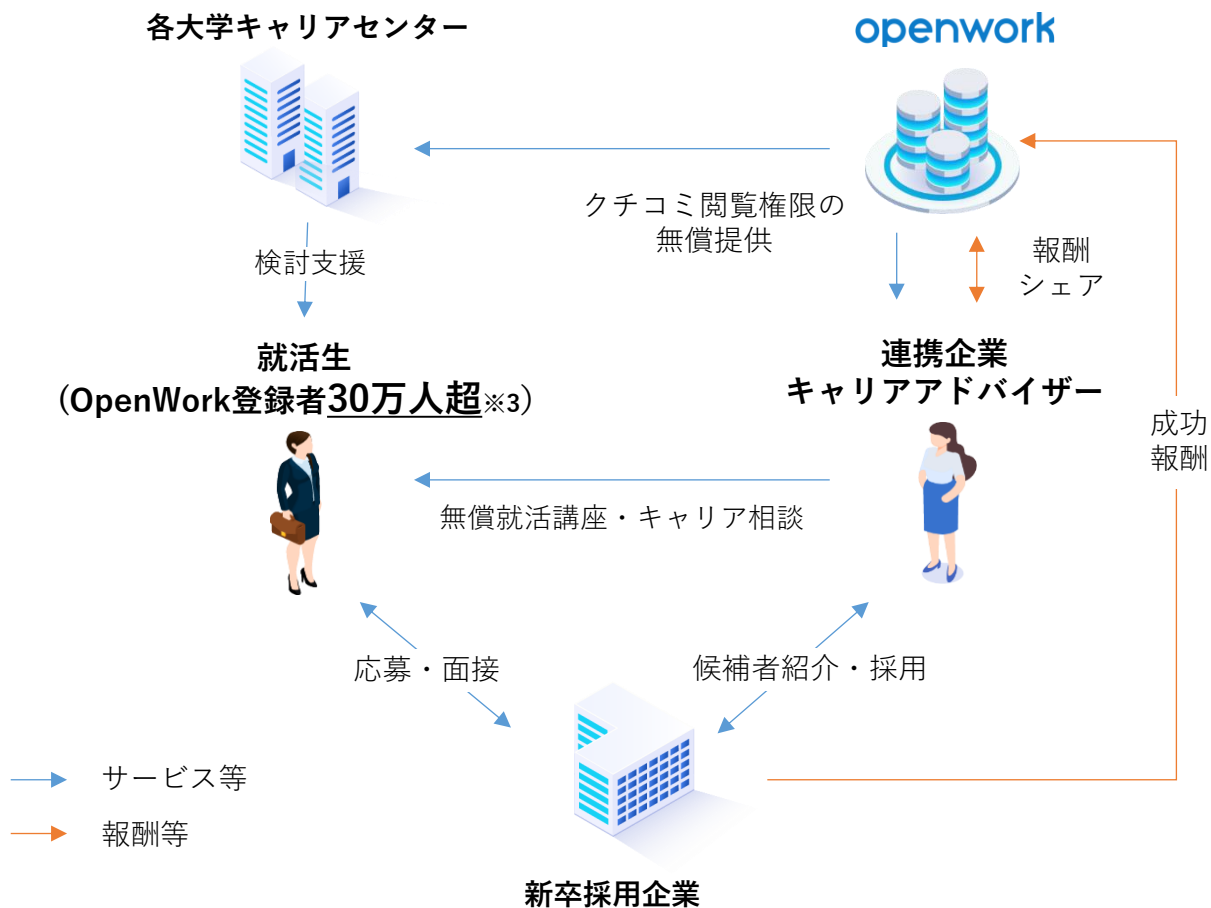 各大学キャリアセンター
openwork
クチコミ閲覧権限の
無償提供
検討支援
報酬
シェア
就活生
(OpenWork登録者30万人超※3)
連携企業
キャリアアドバイザー
成功
報酬
無償就活講座・キャリア相談
応募・面接
候補者紹介・採用
サービス等
報酬等
新卒採用企業